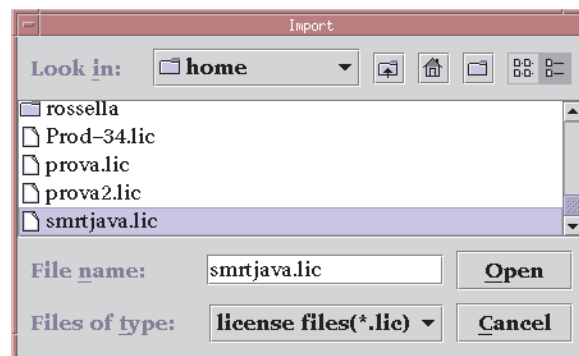 Import
Look in: home
rossella
Prod-34.lic
prova.lic
prova2.lic
smrtjava.lic
File name: smrtjava.lic Open
Files of type: license files(*.lic) Cancel